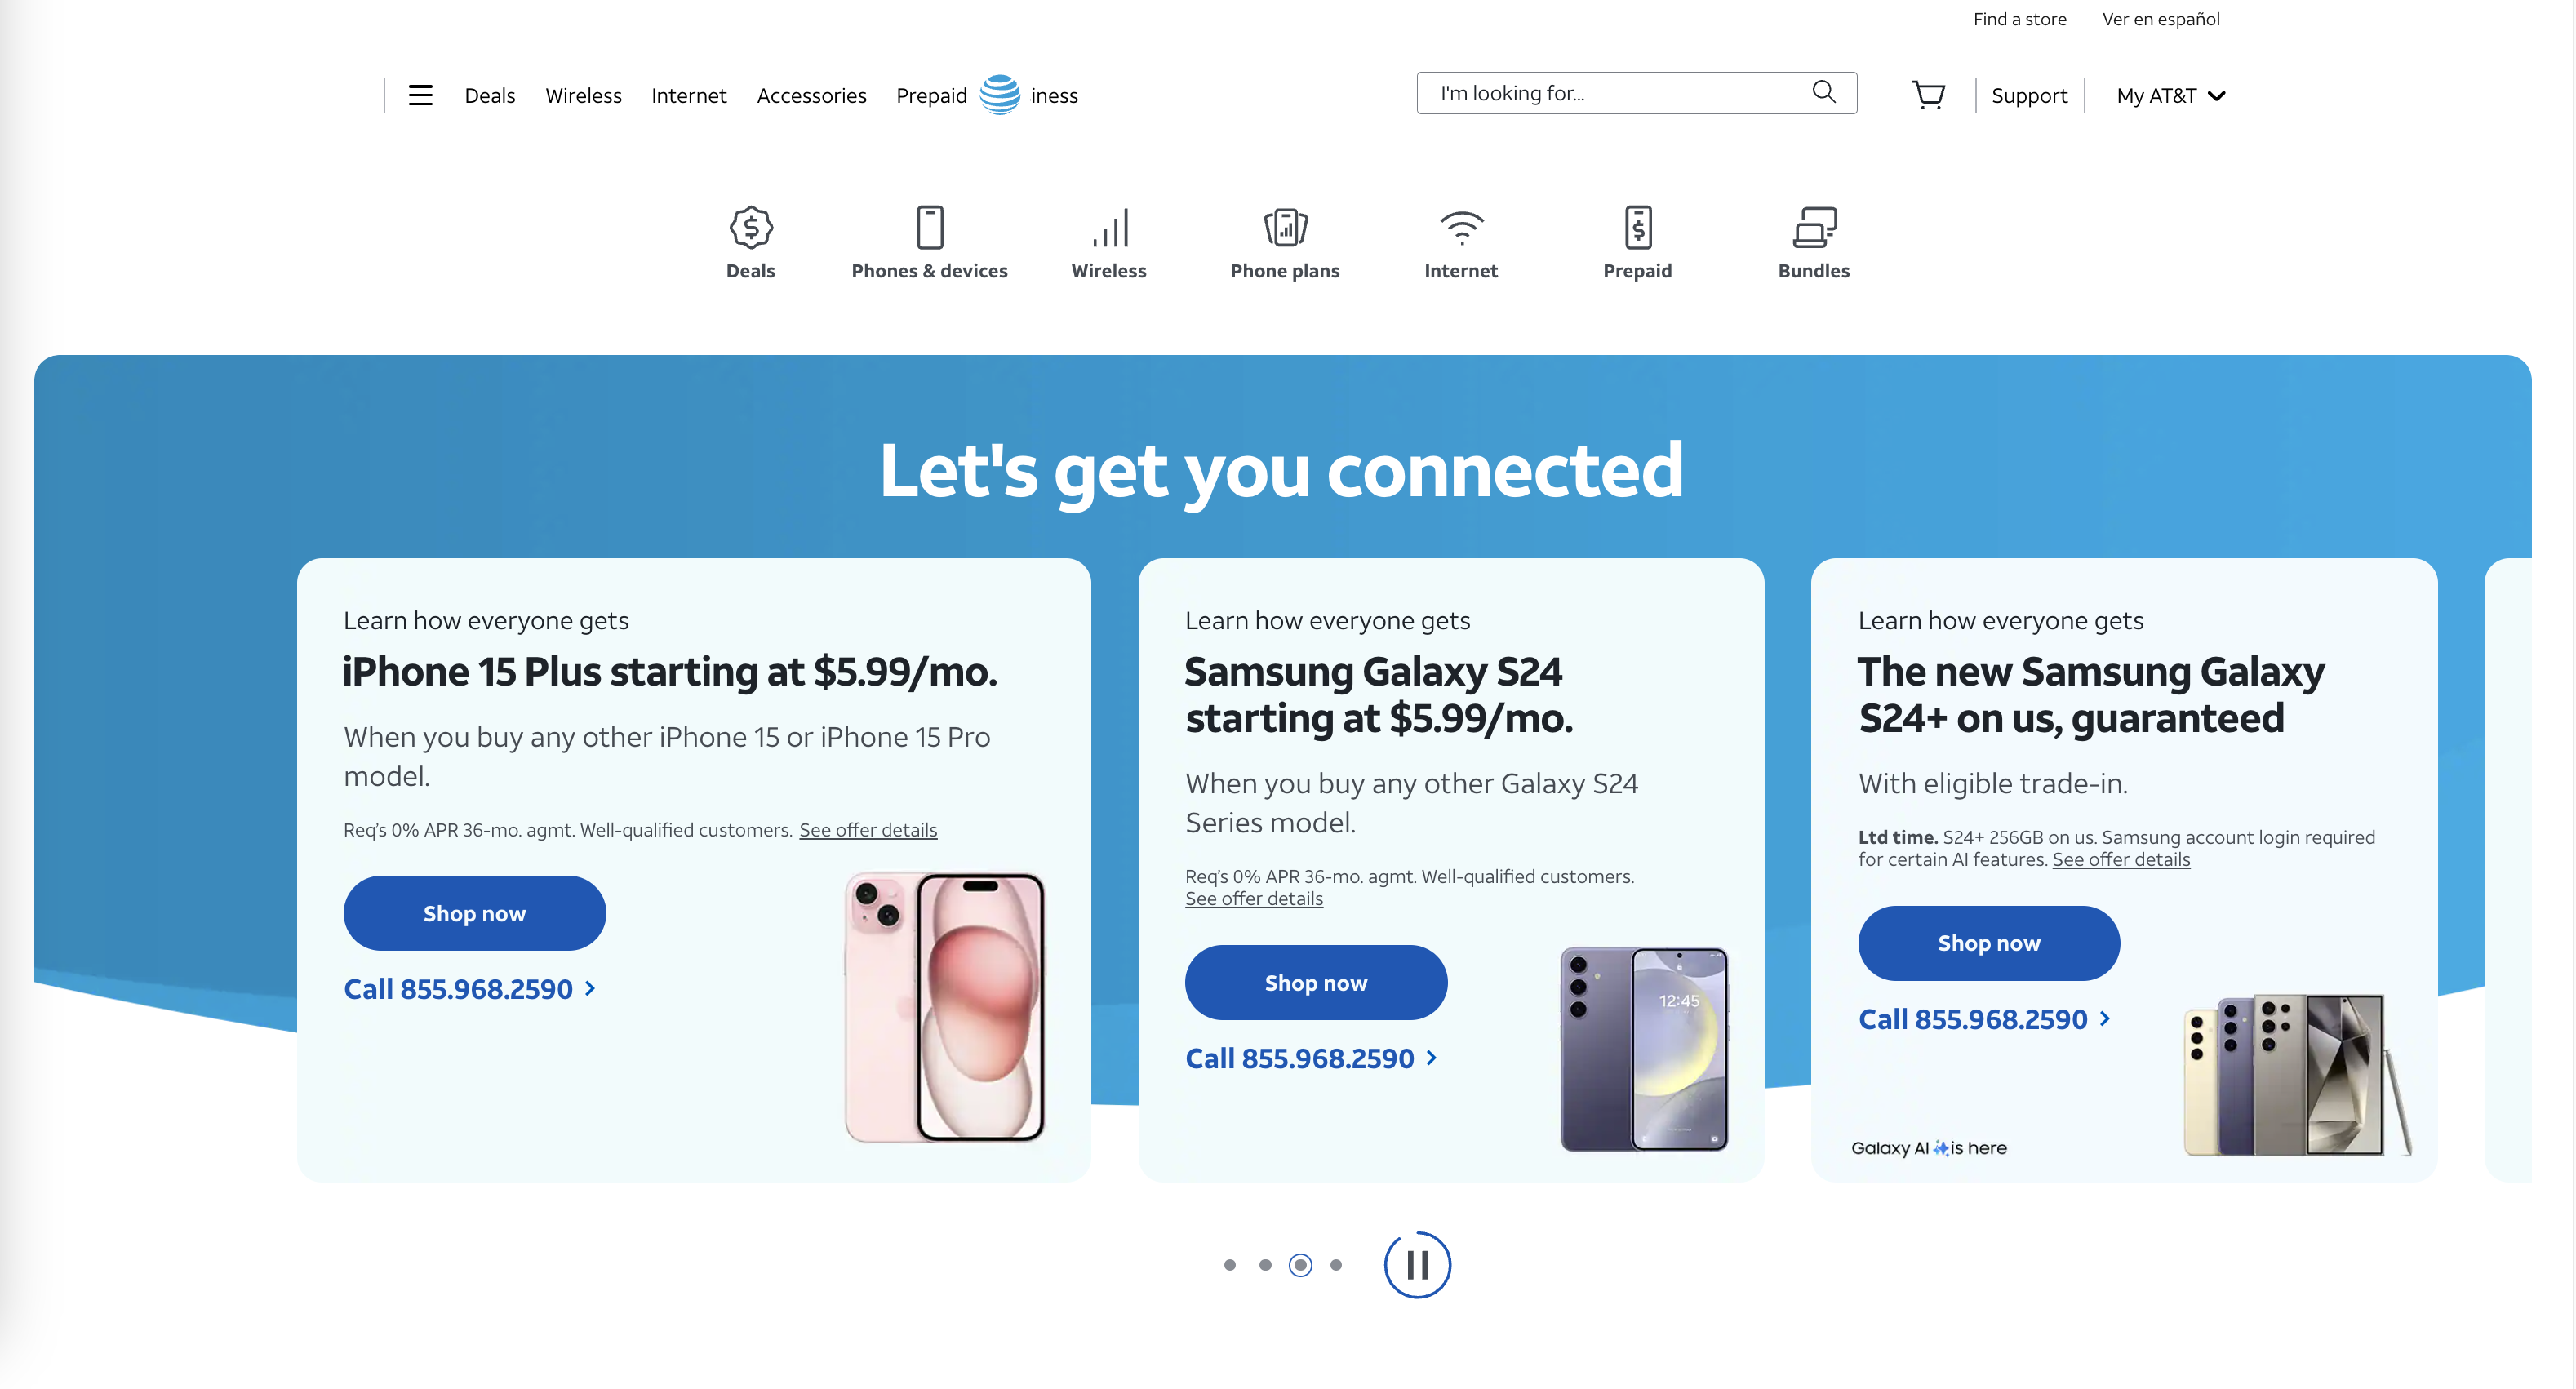 Find a store Ver en español
Deals Wireless Internet Accessories Prepaid iness
I'm looking for...
Support My AT&T
Deals Phones & devices Wireless Phone plans Internet Prepaid Bundles
Let's get you connected
Learn how everyone gets
iPhone 15 Plus starting at $5.99/mo.
When you buy any other iPhone 15 or iPhone 15 Pro
model.
Req's 0% APR 36-mo. agmt. Well-qualified customers. See offer details
Shop now
Call 855.968.2590
Learn how everyone gets
Samsung Galaxy S24
starting at $5.99/mo.
When you buy any other Galaxy S24
Series model.
Req's 0% APR 36-mo. agmt. Well-qualified customers.
See offer details
Shop now
Call 855.968.2590
12:45
Learn how everyone gets
The new Samsung Galaxy
S24+ on us, guaranteed
With eligible trade-in.
Ltd time. S24+ 256GB on us. Samsung account login required
for certain AI features. See offer details
Shop now
Call 855.968.2590
Galaxy AI is here